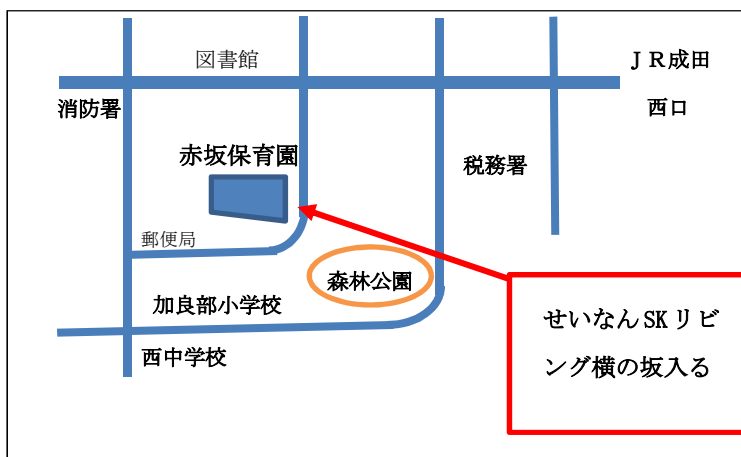 図書館
ＪＲ成田
西口
消防署
赤坂保育園
税務署
郵便局
森林公園
加良部小学校
西中学校
せいなん SK リビ
ング横の坂入る